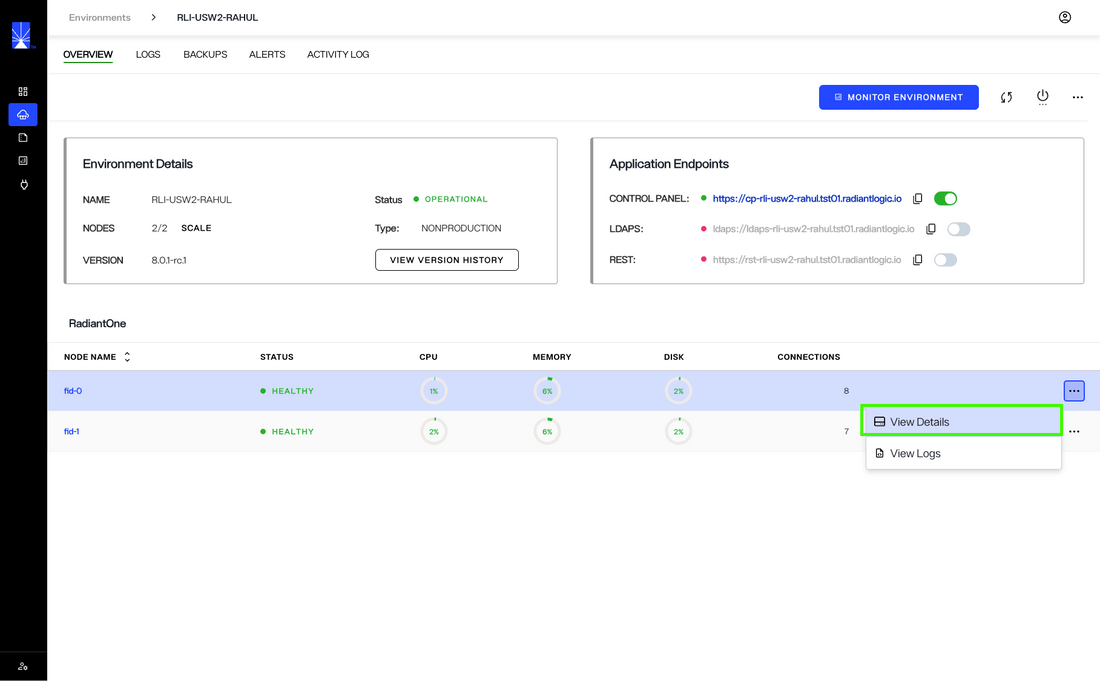 Environments > RLI-USW2-RAHUL
OVERVIEW LOGS BACKUPS ALERTS ACTIVITY LOG
MONITOR ENVIRONMENT
Environment Details
NAME RLI-USW2-RAHUL Status OPERATIONAL
NODES 2/2 SCALE Type: NONPRODUCTION
VERSION 8.0.1-rc.1 VIEW VERSION HISTORY
Application Endpoints
CONTROL PANEL: https://cp-rli-usw2-rahul.tst01.radiantlogic.io
LDAPS: ldaps://ldaps-rli-usw2-rahul.tst01.radiantlogic.io
REST: https://rst-rli-usw2-rahul.tst01.radiantlogic.io
RadiantOne
NODE NAME STATUS CPU MEMORY DISK CONNECTIONS
fid-0 HEALTHY 1% 6% 2% 8
fid-1 HEALTHY 2% 6% 2% 7
View Details
View Logs